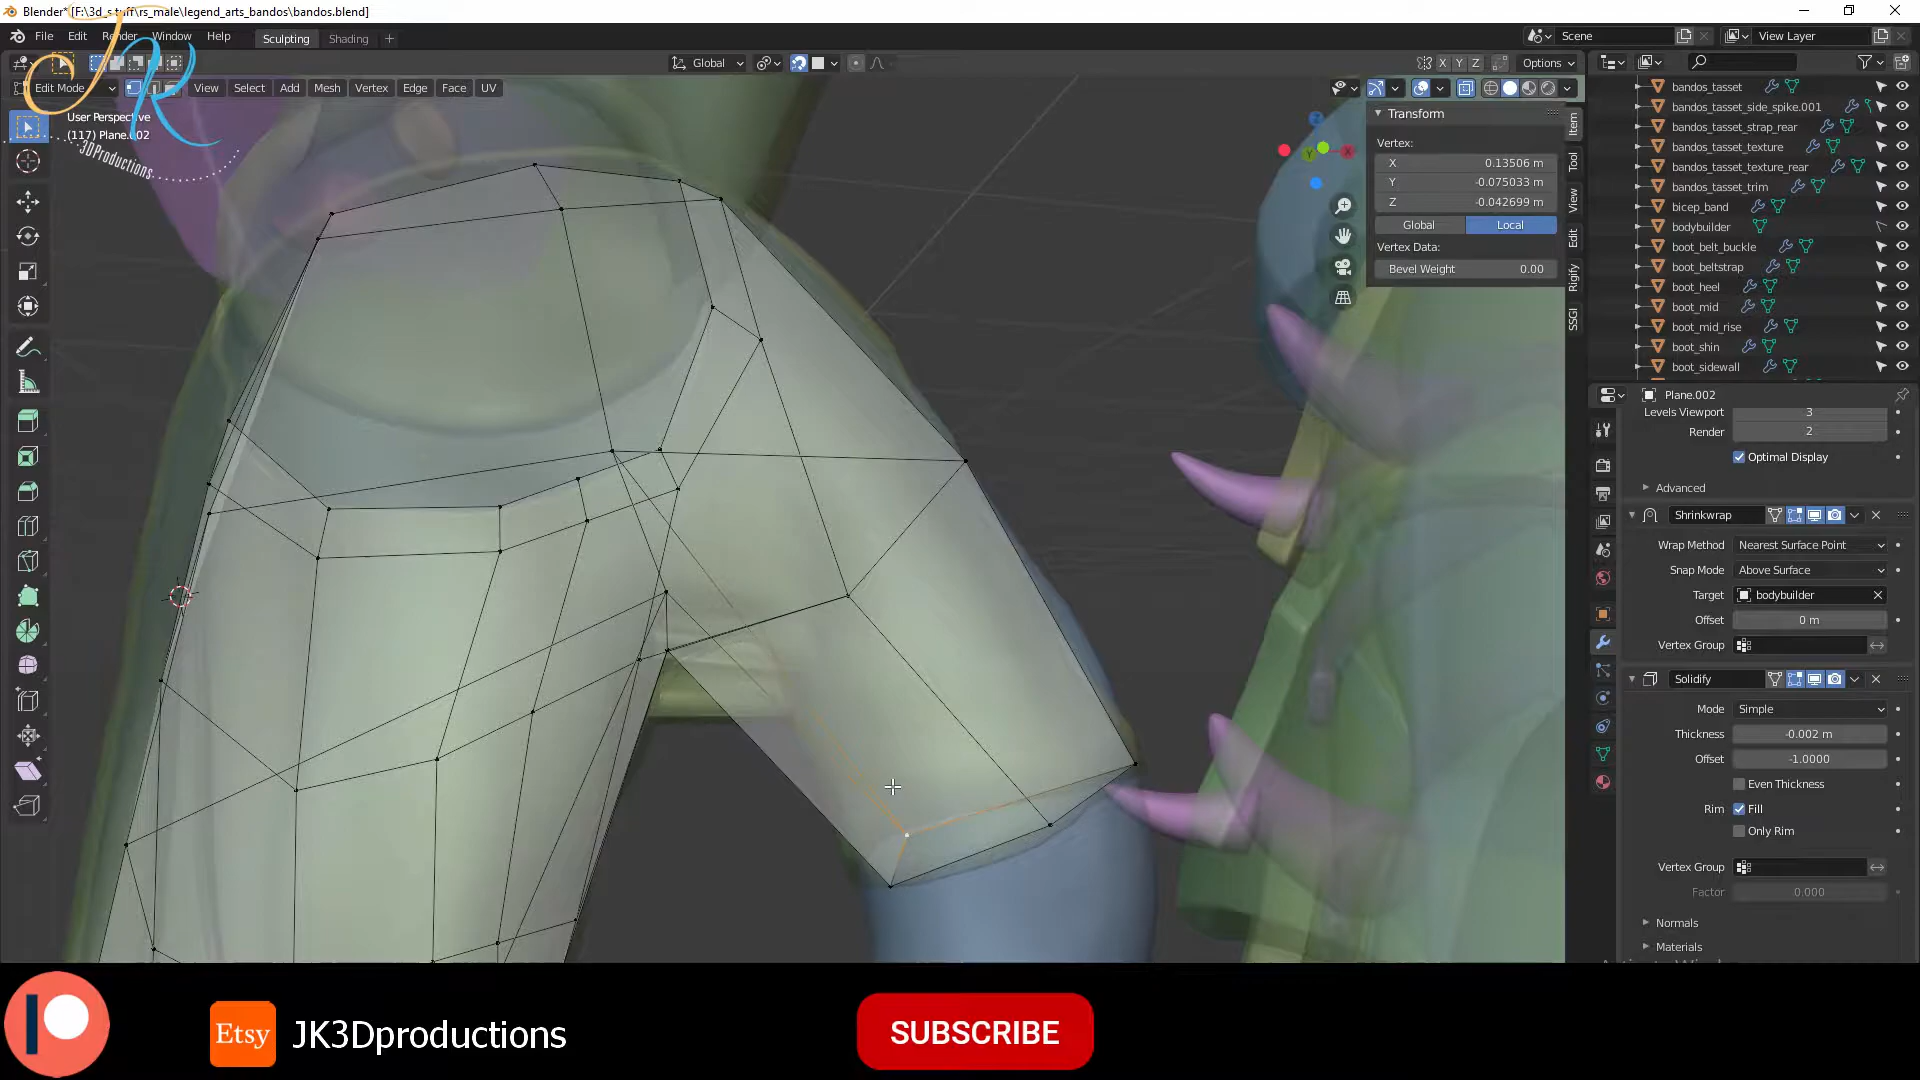 Blender* [F:\3d_stuff\rs_male\legend_arts_bandos\bandos.blend]
File Edit Render Window Help Sculpting Shading + Scene View Layer
Global Options
X Y Z
Edit Mode View Select Add Mesh Vertex Edge Face UV
User Perspective
(117) Plane.002
JR
3DProductions
Transform
Vertex:
X 0.13506 m
Y -0.075033 m
Z -0.042699 m
Global Local
Vertex Data:
Bevel Weight 0.00
Item
Tool
View
Edit
Rigify
SSGI
bandos_tasset
bandos_tasset_side_spike.001
bandos_tasset_strap_rear
bandos_tasset_texture
bandos_tasset_texture_rear
bandos_tasset_trim
bicep_band
bodybuilder
boot_belt_buckle
boot_beltstrap
boot_heel
boot_mid
boot_mid_rise
boot_shin
boot_sidewall
Plane.002
Levels Viewport 3
Render 2
Optimal Display
Advanced
Shrinkwrap
Wrap Method Nearest Surface Point
Snap Mode Above Surface
Target bodybuilder
Offset 0 m
Vertex Group
Solidify
Mode Simple
Thickness -0.002 m
Offset -1.0000
Even Thickness
Rim Fill
Only Rim
Vertex Group
Factor 0.000
Normals
Materials
Etsy JK3Dproductions
SUBSCRIBE